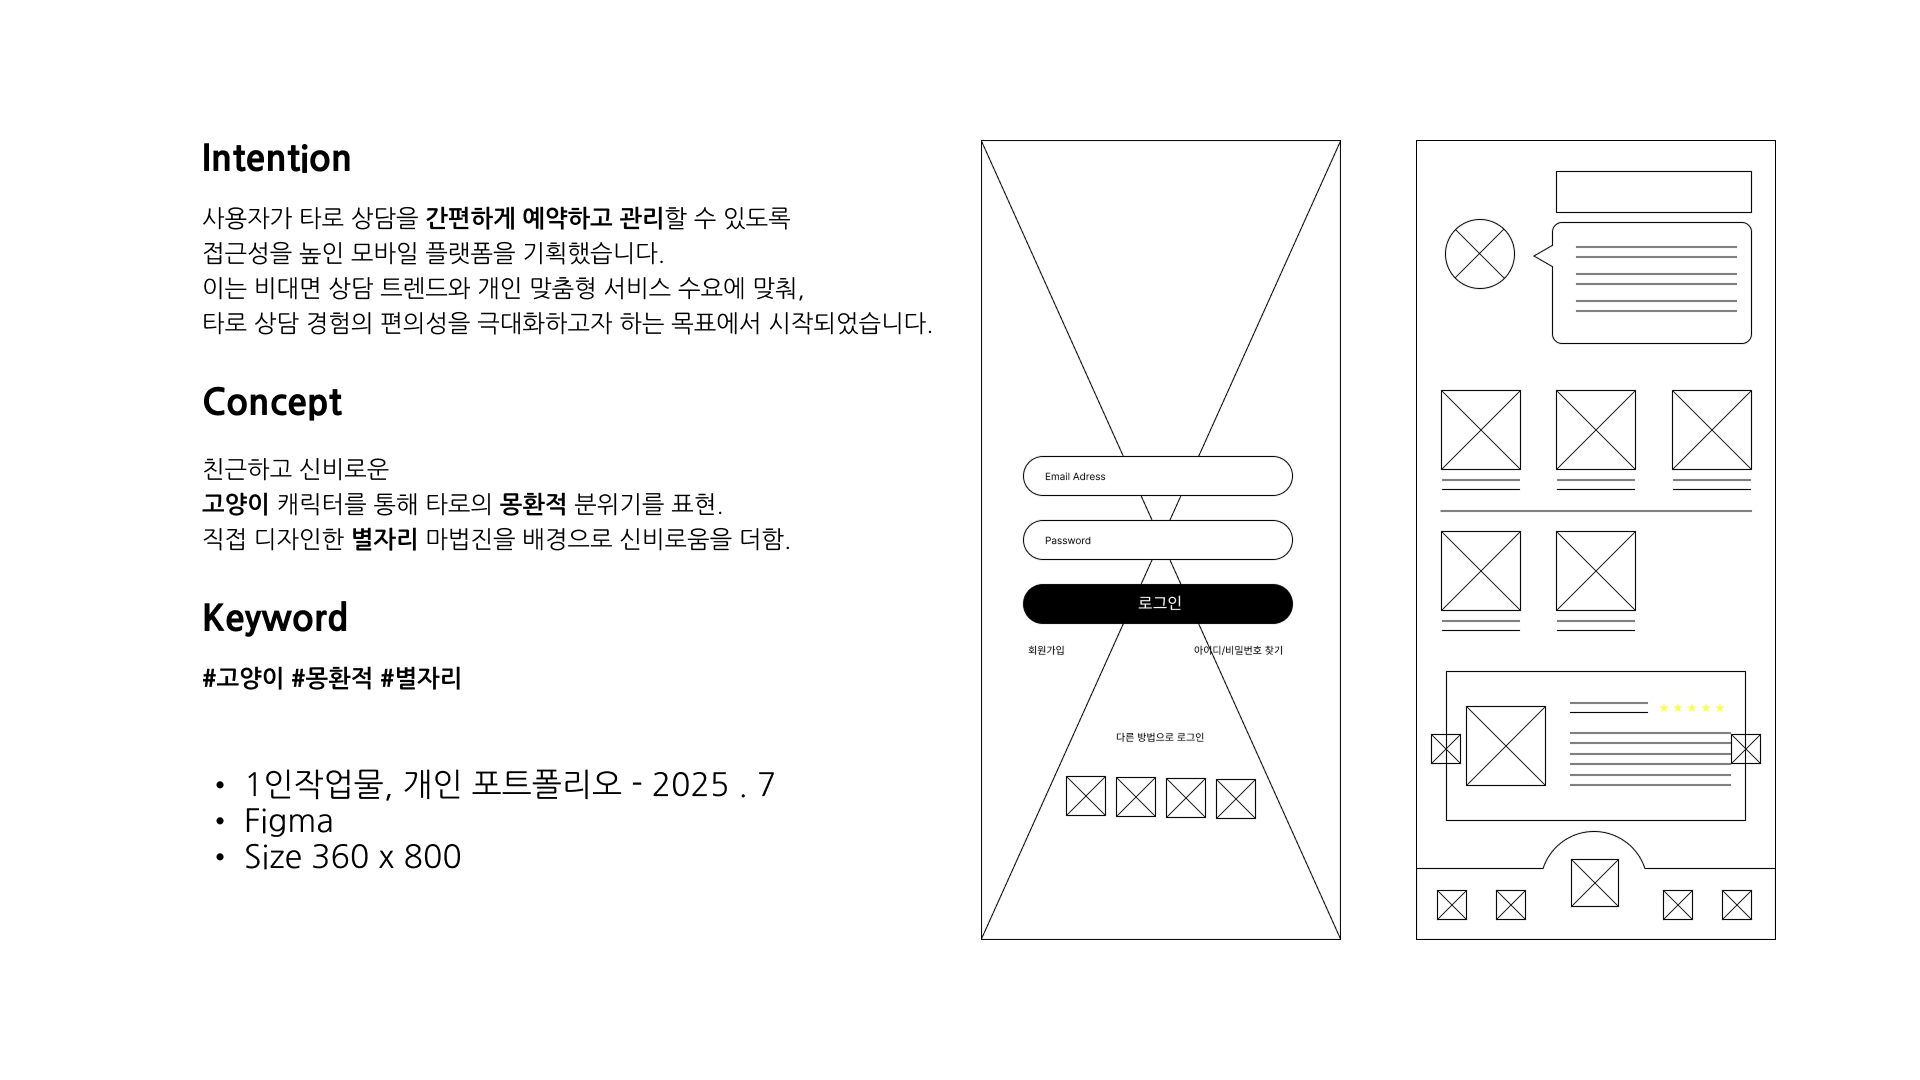 Intention
사용자가 타로 상담을 간편하게 예약하고 관리할 수 있도록
접근성을 높인 모바일 플랫폼을 기획했습니다.
이는 비대면 상담 트렌드와 개인 맞춤형 서비스 수요에 맞춰,
타로 상담 경험의 편의성을 극대화하고자 하는 목표에서 시작되었습니다.
Concept
친근하고 신비로운
고양이 캐릭터를 통해 타로의 몽환적 분위기를 표현.
직접 디자인한 별자리 마법진을 배경으로 신비로움을 더함.
Keyword
#고양이 #몽환적 #별자리
• 1인작업물, 개인 포트폴리오 - 2025 . 7
• Figma
• Size 360 x 800
Email Adress
Password
로그인
회원가입
아이디/비밀번호 찾기
다른 방법으로 로그인